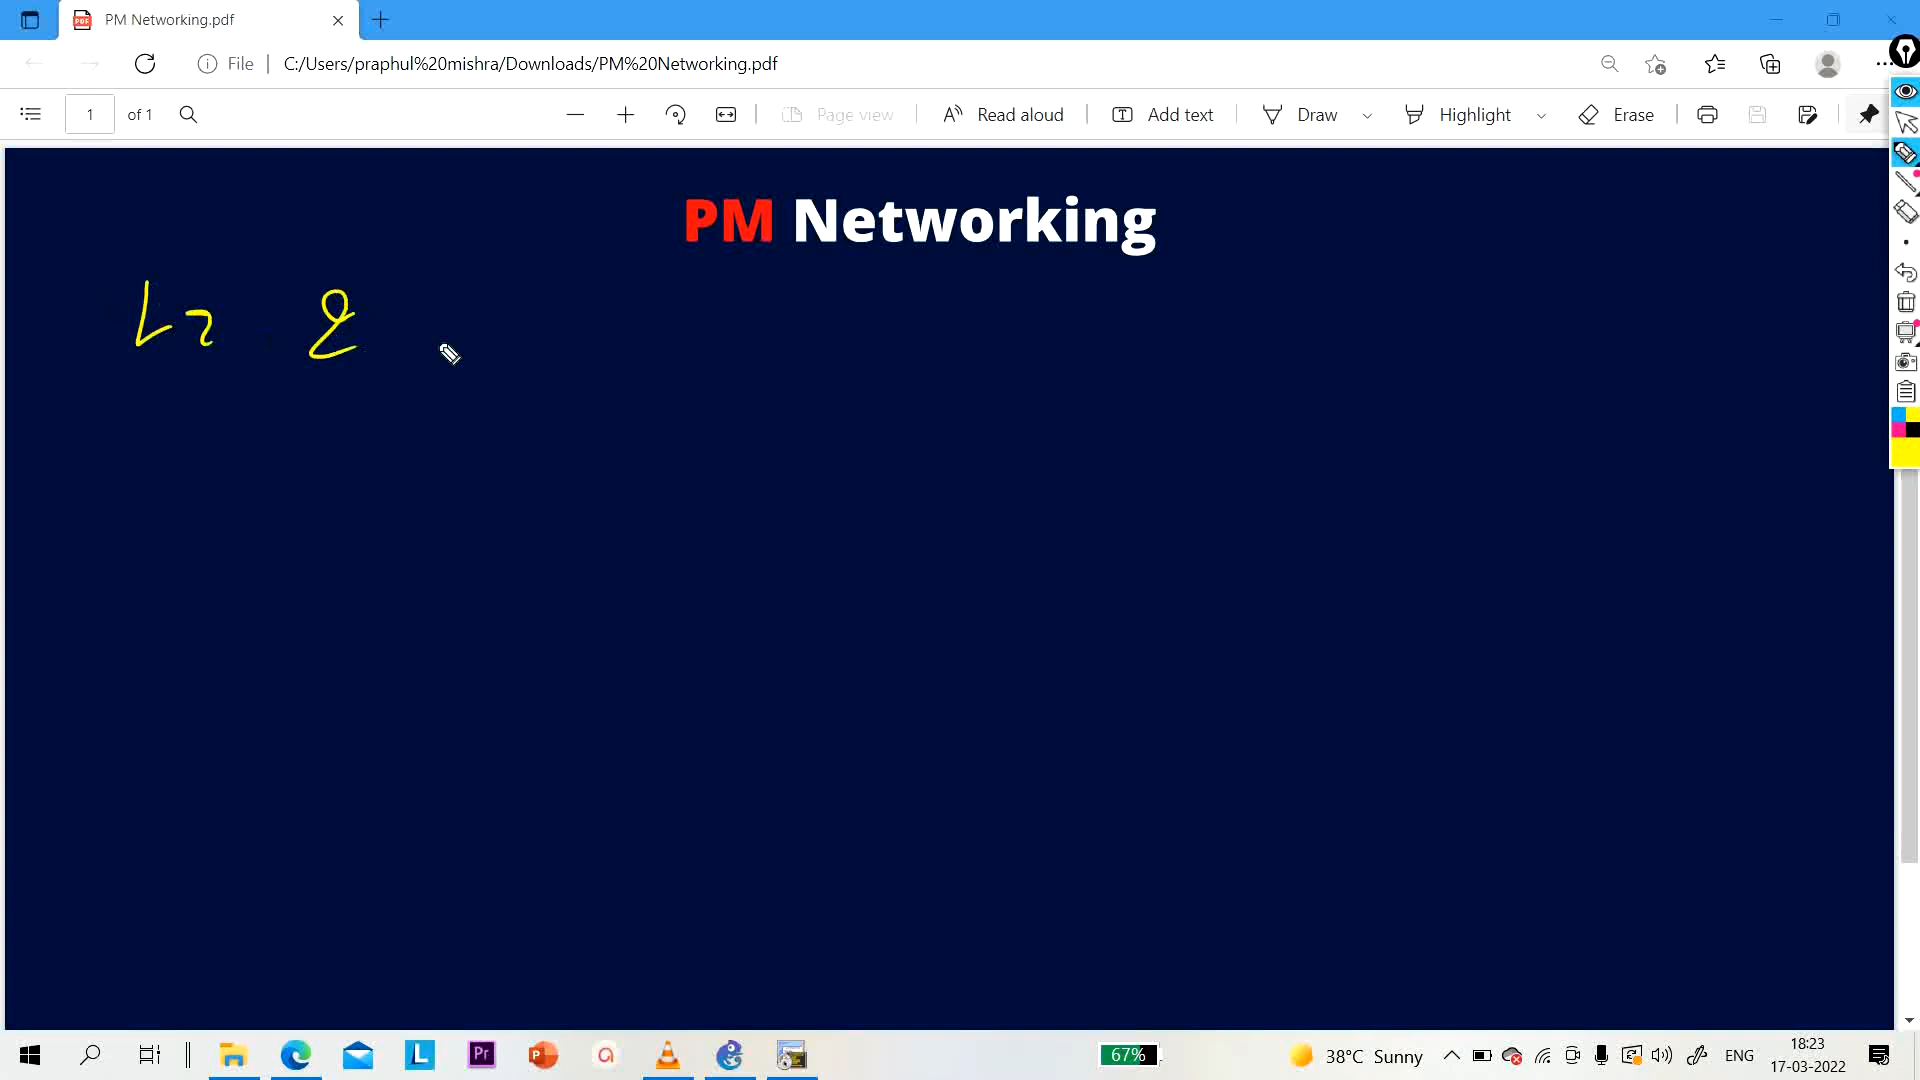 PM Networking.pdf
File C:/Users/praphul%20mishra/Downloads/PM%20Networking.pdf
1 of 1 Page view Read aloud Add text Draw Highlight Erase
PM Networking
67% 38°C Sunny ENG 18:23
17-03-2022